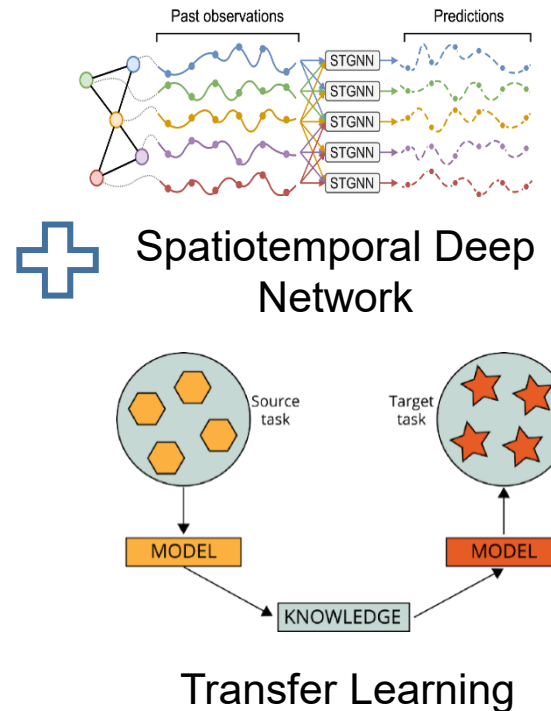 Past observations
Predictions
STGNN
STGNN
STGNN
STGNN
STGNN
Spatiotemporal Deep
Network
Source
task
Target
task
MODEL
MODEL
KNOWLEDGE
Transfer Learning